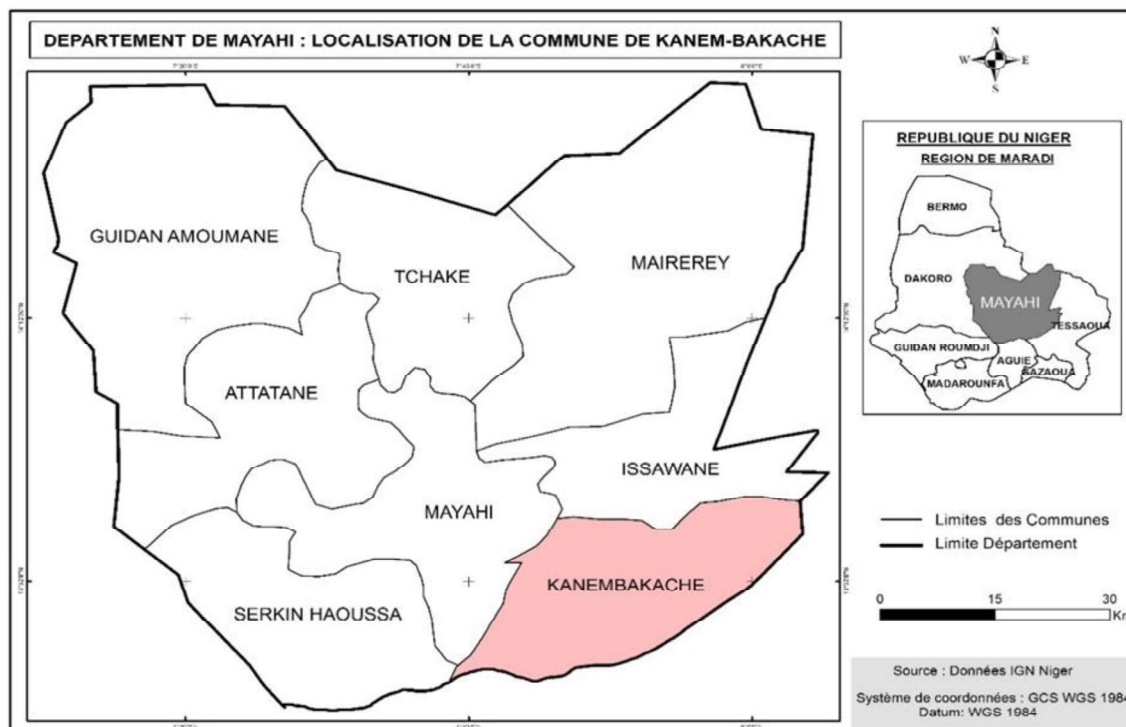 DEPARTEMENT DE MAYAHI : LOCALISATION DE LA COMMUNE DE KANEM-BAKACHE
N
W E
S
REPUBLIQUE DU NIGER
REGION DE MARADI
BERMO
DAKORO
MAYAHI
TESSAOUA
GUIDAN ROUMDJI
AGUIE
GAZAOUA
MADAROUNFA
GUIDAN AMOUMANE
TCHAKE
MAIREREY
ATTATANE
ISSAWANE
MAYAHI
KANEMBAKACHE
SERKIN HAOUSSA
Limites des Communes
Limite Département
0 15 30
Km
Source : Données IGN Niger
Système de coordonnées : GCS WGS 1984
Datum: WGS 1984